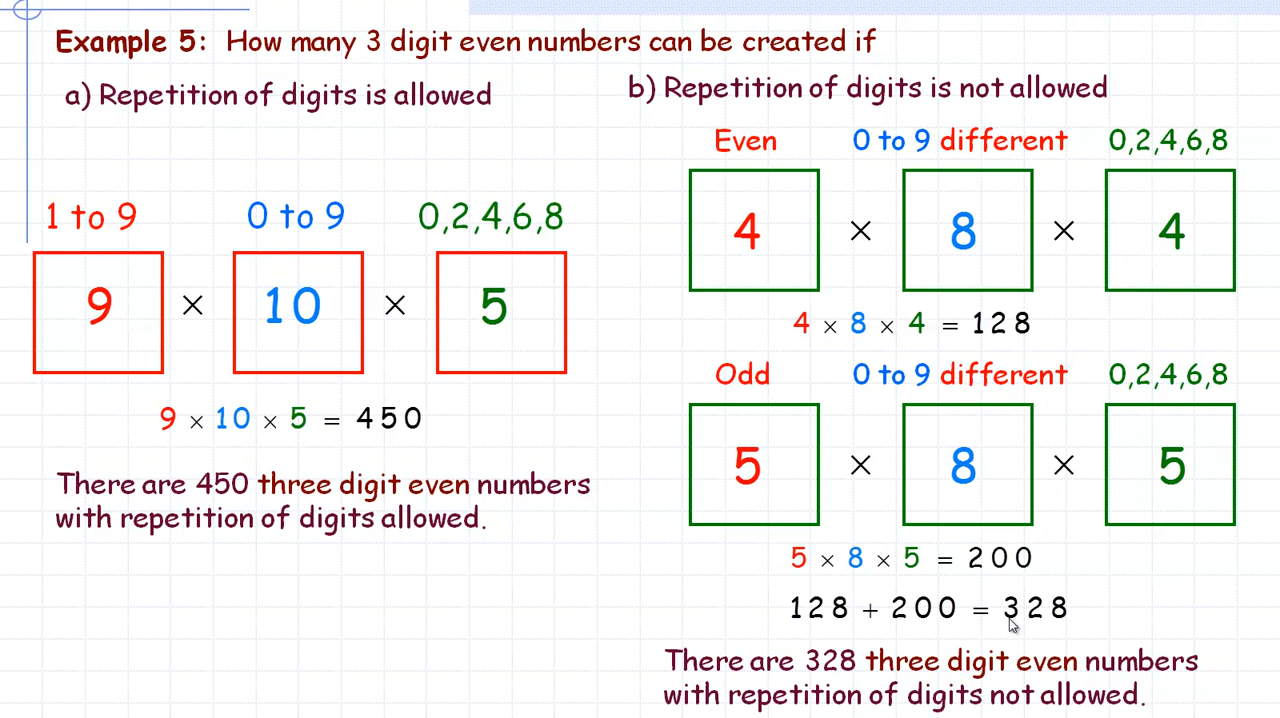 Example 5: How many 3 digit even numbers can be created if
a) Repetition of digits is allowed
1 to 9 0 to 9 0,2,4,6,8
9 × 10 × 5
9 × 10 × 5 = 450
There are 450 three digit even numbers
with repetition of digits allowed.
b) Repetition of digits is not allowed
Even 0 to 9 different 0,2,4,6,8
4 × 8 × 4
4 × 8 × 4 = 128
Odd 0 to 9 different 0,2,4,6,8
5 × 8 × 5
5 × 8 × 5 = 200
128 + 200 = 328
There are 328 three digit even numbers
with repetition of digits not allowed.